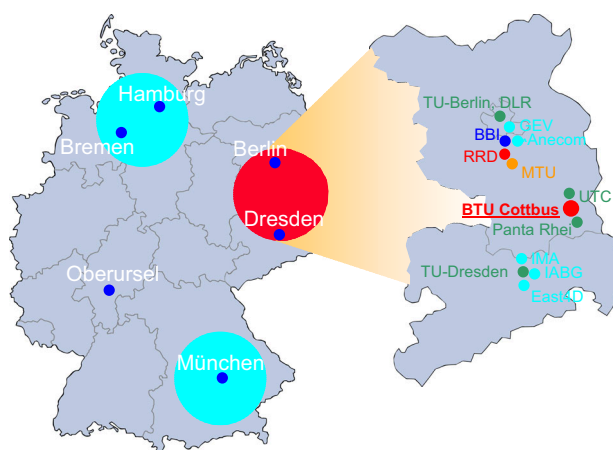 Hamburg
Bremen
Berlin
Dresden
Oberursel
München
TU-Berlin, DLR
GEV
BBI
Anecom
RRD
MTU
UTC
BTU Cottbus
Panta Rhei
IMA
TU-Dresden
IABG
East4D